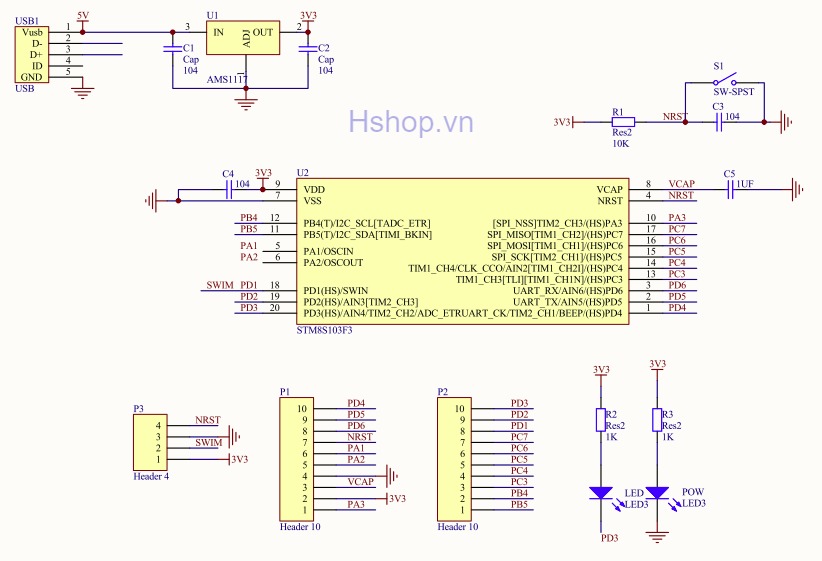 USB1
Vusb 1
D- 2
D+ 3
ID 4
GND 5
USB
5V
C1
Cap
104
U1
3 IN OUT 2
ADJ
1
AMS1117
3V3
C2
Cap
104
Hshop.vn
S1
SW-SPST
3V3
R1
Res2
10K
NRST
C3
104
C4
104
3V3
U2
9 VDD
7 VSS
PB4 12 PB4(T)/I2C_SCL[TADC_ETR]
PB5 11 PB5(T)/I2C_SDA[TIMI_BKIN]
PA1 5 PA1/OSCIN
PA2 6 PA2/OSCOUT
SWIM PD1 18 PD1(HS)/SWIN
PD2 19 PD2(HS)/AIN3[TIM2_CH3]
PD3 20 PD3(HS)/AIN4/TIM2_CH2/ADC_ETRUART_CK/TIM2_CH1/BEEP/(HS)PD4 1 PD4
VCAP 8 VCAP
NRST 4 NRST
[SPI_NSS]TIM2_CH3/(HS)PA3 10 PA3
SPI_MISO[TIM1_CH2]/(HS)PC7 17 PC7
SPI_MOSI[TIM1_CH1]/(HS)PC6 16 PC6
SPI_SCK[TIM2_CH1]/(HS)PC5 15 PC5
TIM1_CH4/CLK_CCO/AIN2[TIM1_CH2I]/(HS)PC4 14 PC4
TIM1_CH3[TLI][TIM1_CH1N]/(HS)PC3 13 PC3
UART_RX/AIN6/(HS)PD6 3 PD6
UART_TX/AIN5/(HS)PD5 2 PD5
STM8S103F3
C5
1UF
P3
4 NRST
3
2 SWIM
1 3V3
Header 4
P1
10 PD4
9 PD5
8 PD6
7 NRST
6 PA1
5 PA2
4
3 VCAP
2 3V3
1 PA3
Header 10
P2
10 PD3
9 PD2
8 PD1
7 PC7
6 PC6
5 PC5
4 PC4
3 PC3
2 PB4
1 PB5
Header 10
3V3
R2
Res2
1K
LED
LED3
PD3
3V3
R3
Res2
1K
POW
LED3